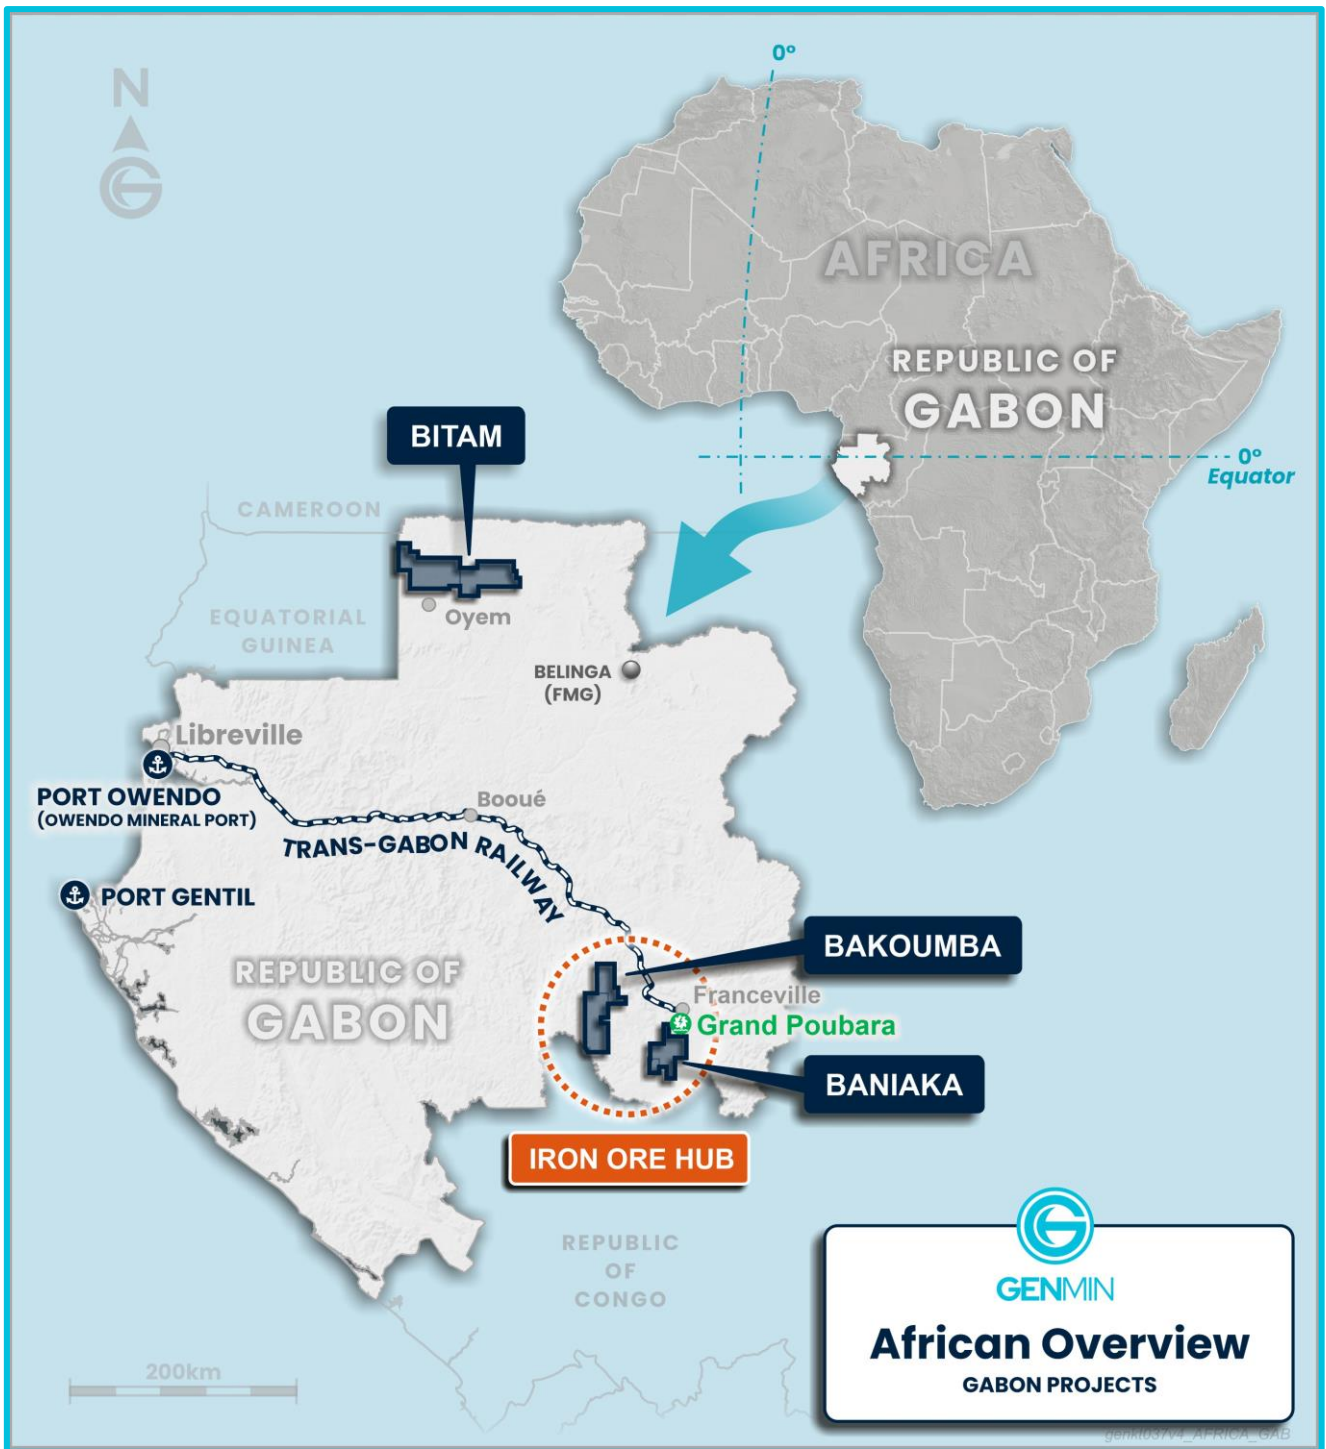 0°
N
AFRICA
REPUBLIC OF
GABON
0°
Equator
BITAM
CAMEROON
EQUATORIAL
GUINEA
Oyem
BELINGA
(FMG)
Libreville
PORT OWENDO
(OWENDO MINERAL PORT)
Booué
TRANS-GABON RAILWAY
PORT GENTIL
BAKOUMBA
REPUBLIC OF
GABON
Franceville
Grand Poubara
BANIAKA
IRON ORE HUB
REPUBLIC
OF
CONGO
GENMIN
African Overview
GABON PROJECTS
200km
genkt037v4_AFRICA_GAB